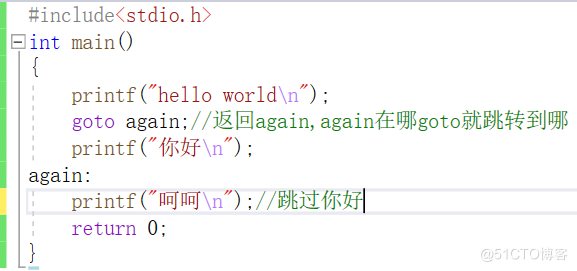 #include<stdio.h>
int main()
{
    printf("hello world\n");
    goto again;//返回again,again在哪goto就跳转到哪
    printf("你好\n");
again:
    printf("呵呵\n");//跳过你好
    return 0;
}
@51CTO博客